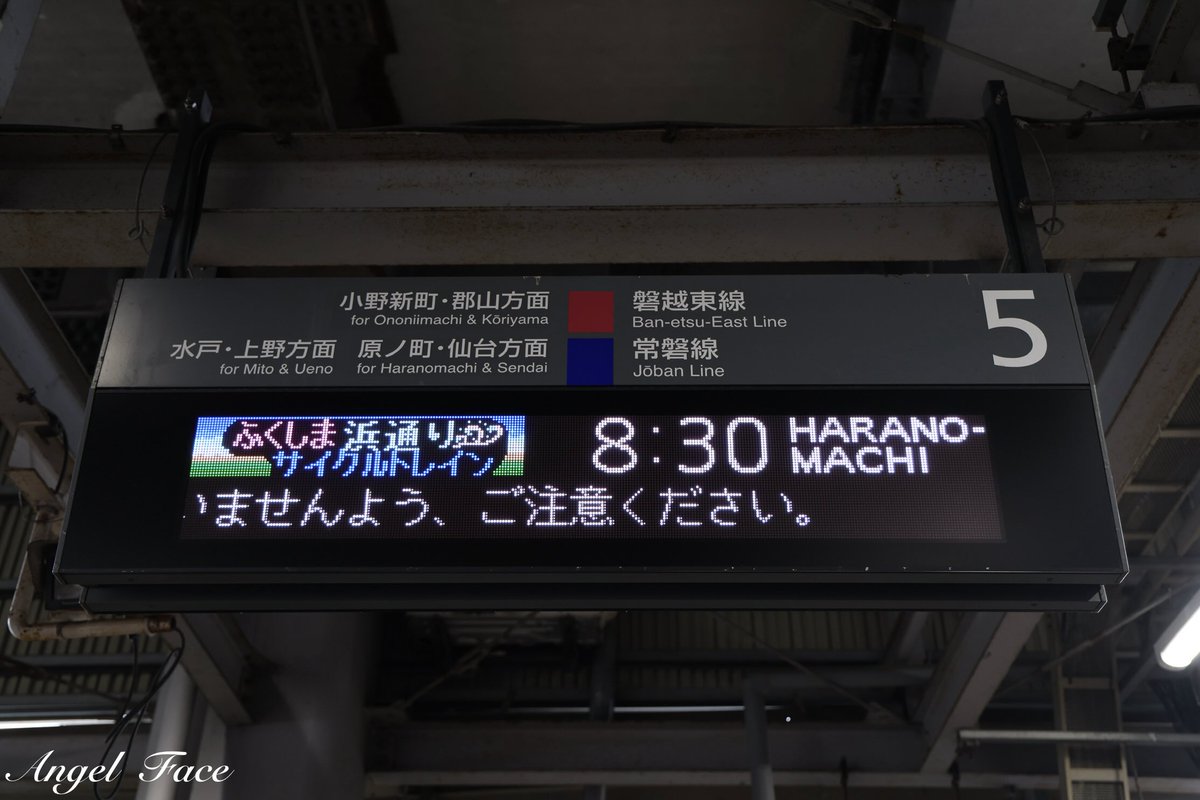 小野新町・郡山方面 磐越東線
for Ononiimachi & Kōriyama Ban-etsu-East Line
水戸・上野方面 原ノ町・仙台方面 常磐線
for Mito & Ueno for Haranomachi & Sendai Jōban Line
5
ふくしま浜通り
サイクルトレイン
8:30 HARANO-
MACHI
いませんよう、ご注意ください。
Angel Face